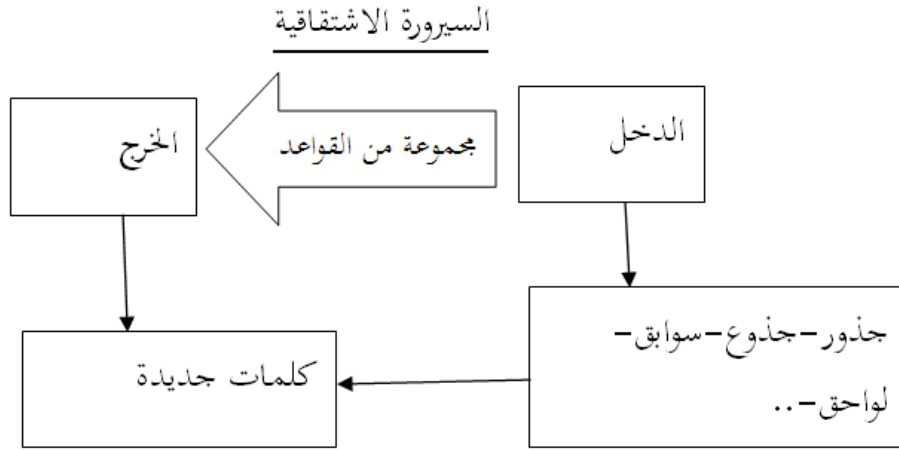 السيرورة الاشتقاقية
الدخل
مجموعة من القواعد
الخرج
جذور-جذوع-سوابق-
لواحق-..
كلمات جديدة